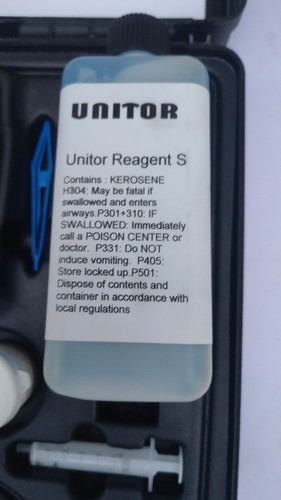 UNITOR
Unitor Reagent S
Contains : KEROSENE
H304: May be fatal if
swallowed and enters
airways.P301+310: IF
SWALLOWED: Immediately
call a POISON CENTER or
doctor. P331: Do NOT
induce vomiting. P405:
Store locked up.P501:
Dispose of contents and
container in accordance with
local regulations